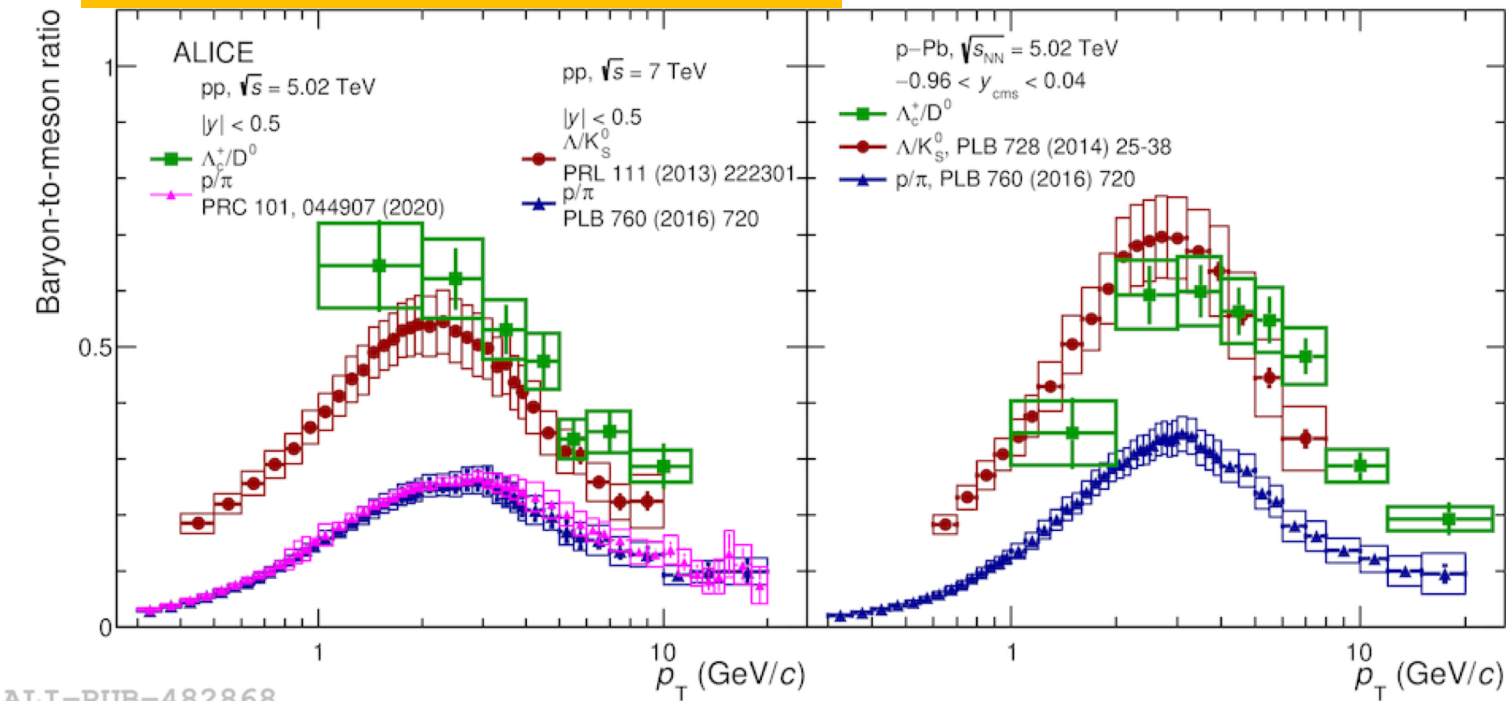 Baryon-to-meson ratio
1
0.5
0
ALICE
pp, √s = 5.02 TeV
|y| < 0.5
Λc+/D0
p/π
PRC 101, 044907 (2020)
pp, √s = 7 TeV
|y| < 0.5
Λ/K0S
PRL 111 (2013) 222301
p/π
PLB 760 (2016) 720
1
10
pT (GeV/c)
p−Pb, √sNN = 5.02 TeV
−0.96 < ycms < 0.04
Λc+/D0
Λ/K0S, PLB 728 (2014) 25-38
p/π, PLB 760 (2016) 720
1
10
pT (GeV/c)
ALI-PUB-482868